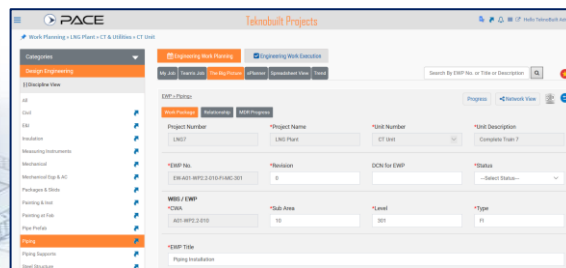 PACE
Teknobuilt Projects
Hello Teknobuilt
Work Planning » LNG Plant » CT & Utilities » CT Unit
Categories
Design Engineering
Discipline View
All
Civil
E&I
Insulation
Measuring Instruments
Mechanical
Mechanical Eqp & AC
Packages & Skids
Painting & Insl.
Painting at Fab
Pipe Prefab
Piping
Piping Supports
Steel Structure
Engineering Work Planning
Engineering Work Execution
My Job
Team's Job
The Big Picture
ePlanner
Spreadsheet View
Trend
Search By EWP No. or Title or Description
EWP » Piping»
Progress
Network View
Work Package
Relationship
MDR Progress
Project Number
*Project Name
*Unit Number
*Unit Description
LNG7
LNG Plant
CT Unit
Complete Train 7
*EWP No.
*Revision
DCN for EWP
*Status
EW-A01-WP2.2-010-FI-MC-301
0
--Select Status--
WBS / EWP
*CWA
*Sub Area
*Level
*Type
A01-WP2.2-010
10
301
FI
*EWP Title
Piping Installation